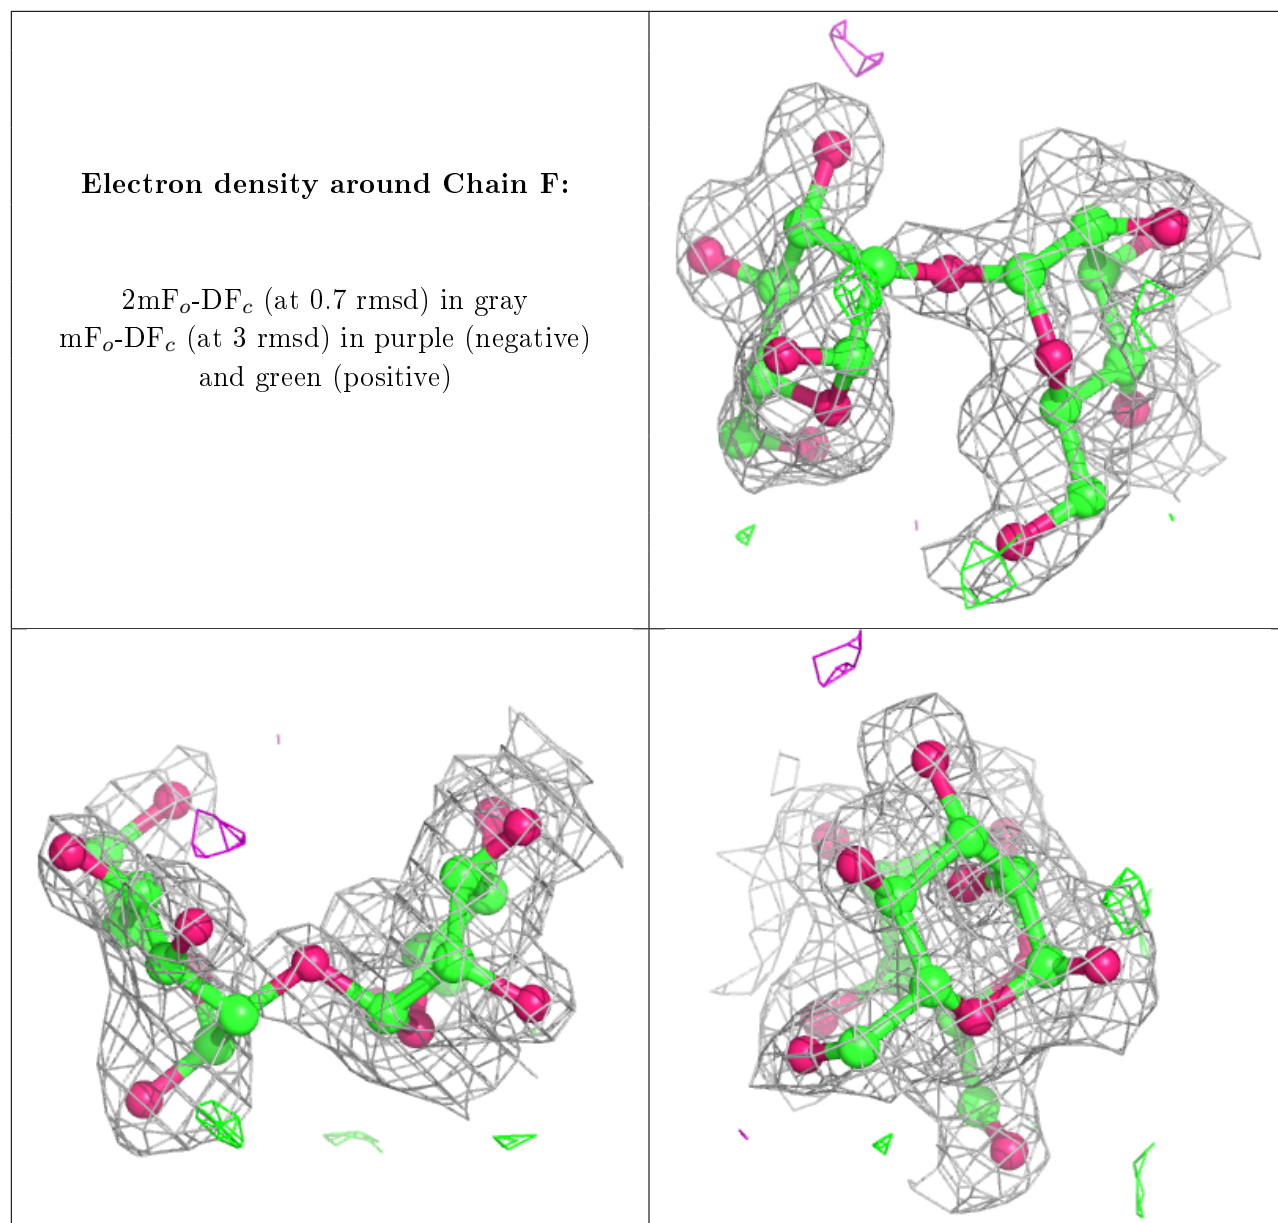 Electron density around Chain F:
2mFₒ-DF𝒸 (at 0.7 rmsd) in gray
mFₒ-DF𝒸 (at 3 rmsd) in purple (negative)
and green (positive)